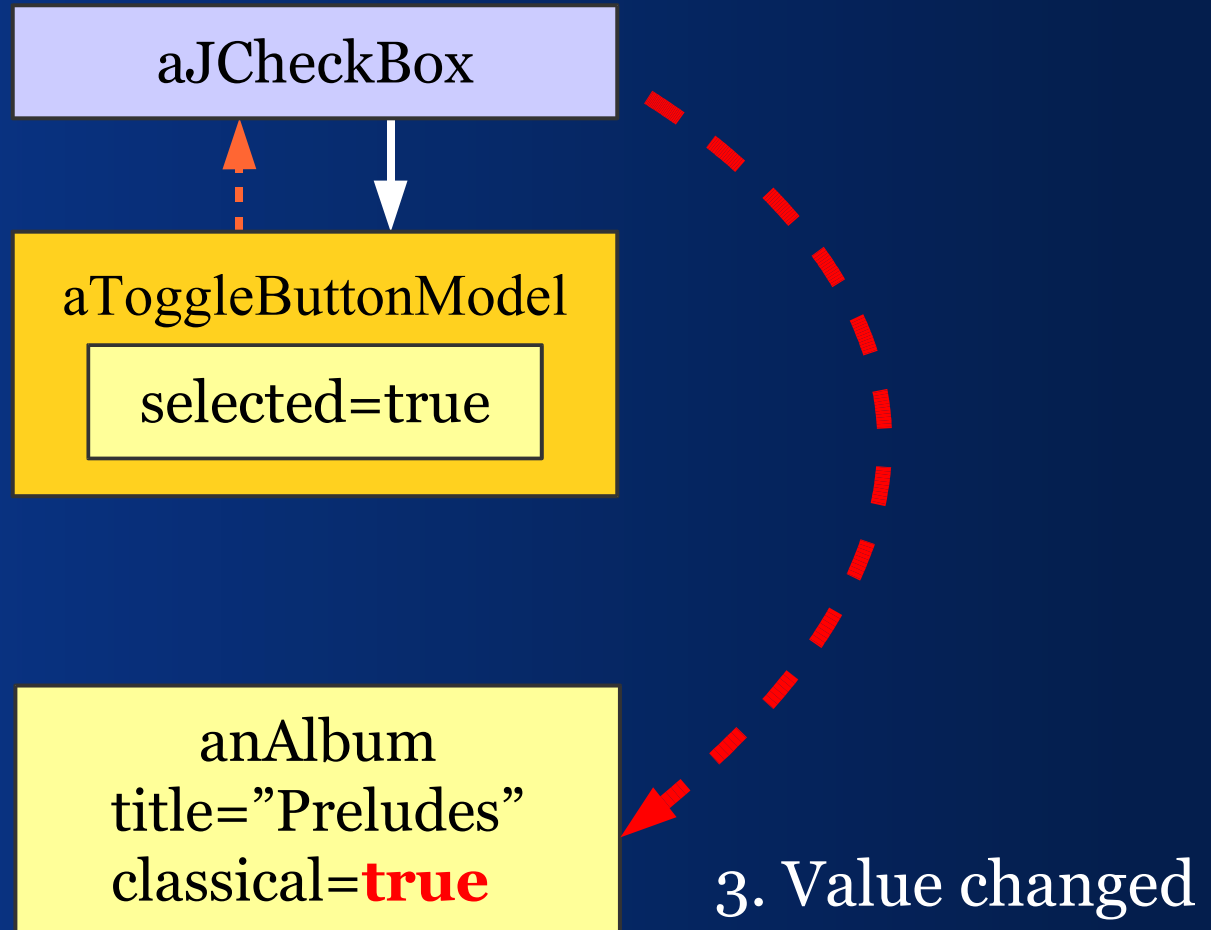 aJCheckBox
aToggleButtonModel
selected=true
anAlbum
title=”Preludes”
classical=true
3. Value changed